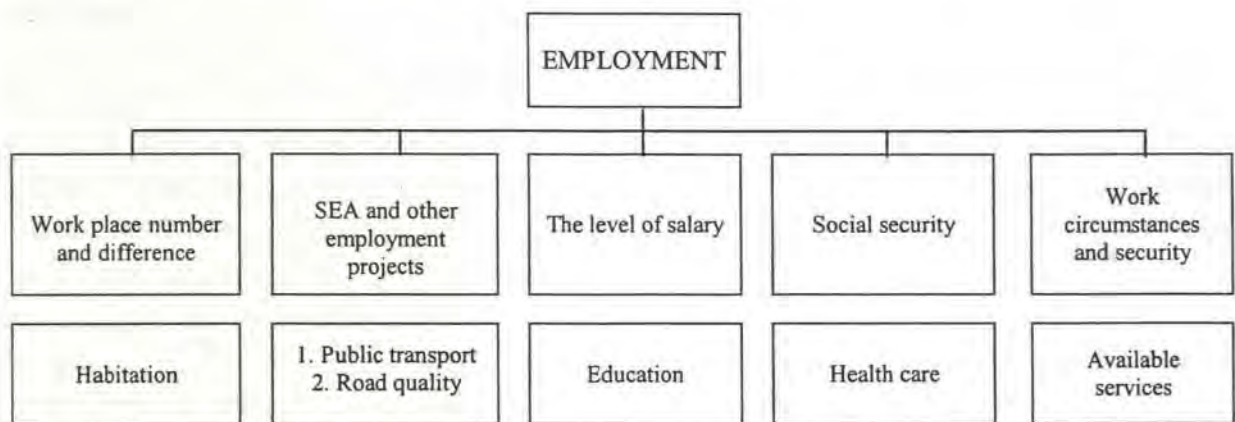 EMPLOYMENT
Work place number
and difference
SEA and other
employment
projects
The level of salary
Social security
Work
circumstances
and security
Habitation
1. Public transport
2. Road quality
Education
Health care
Available
services